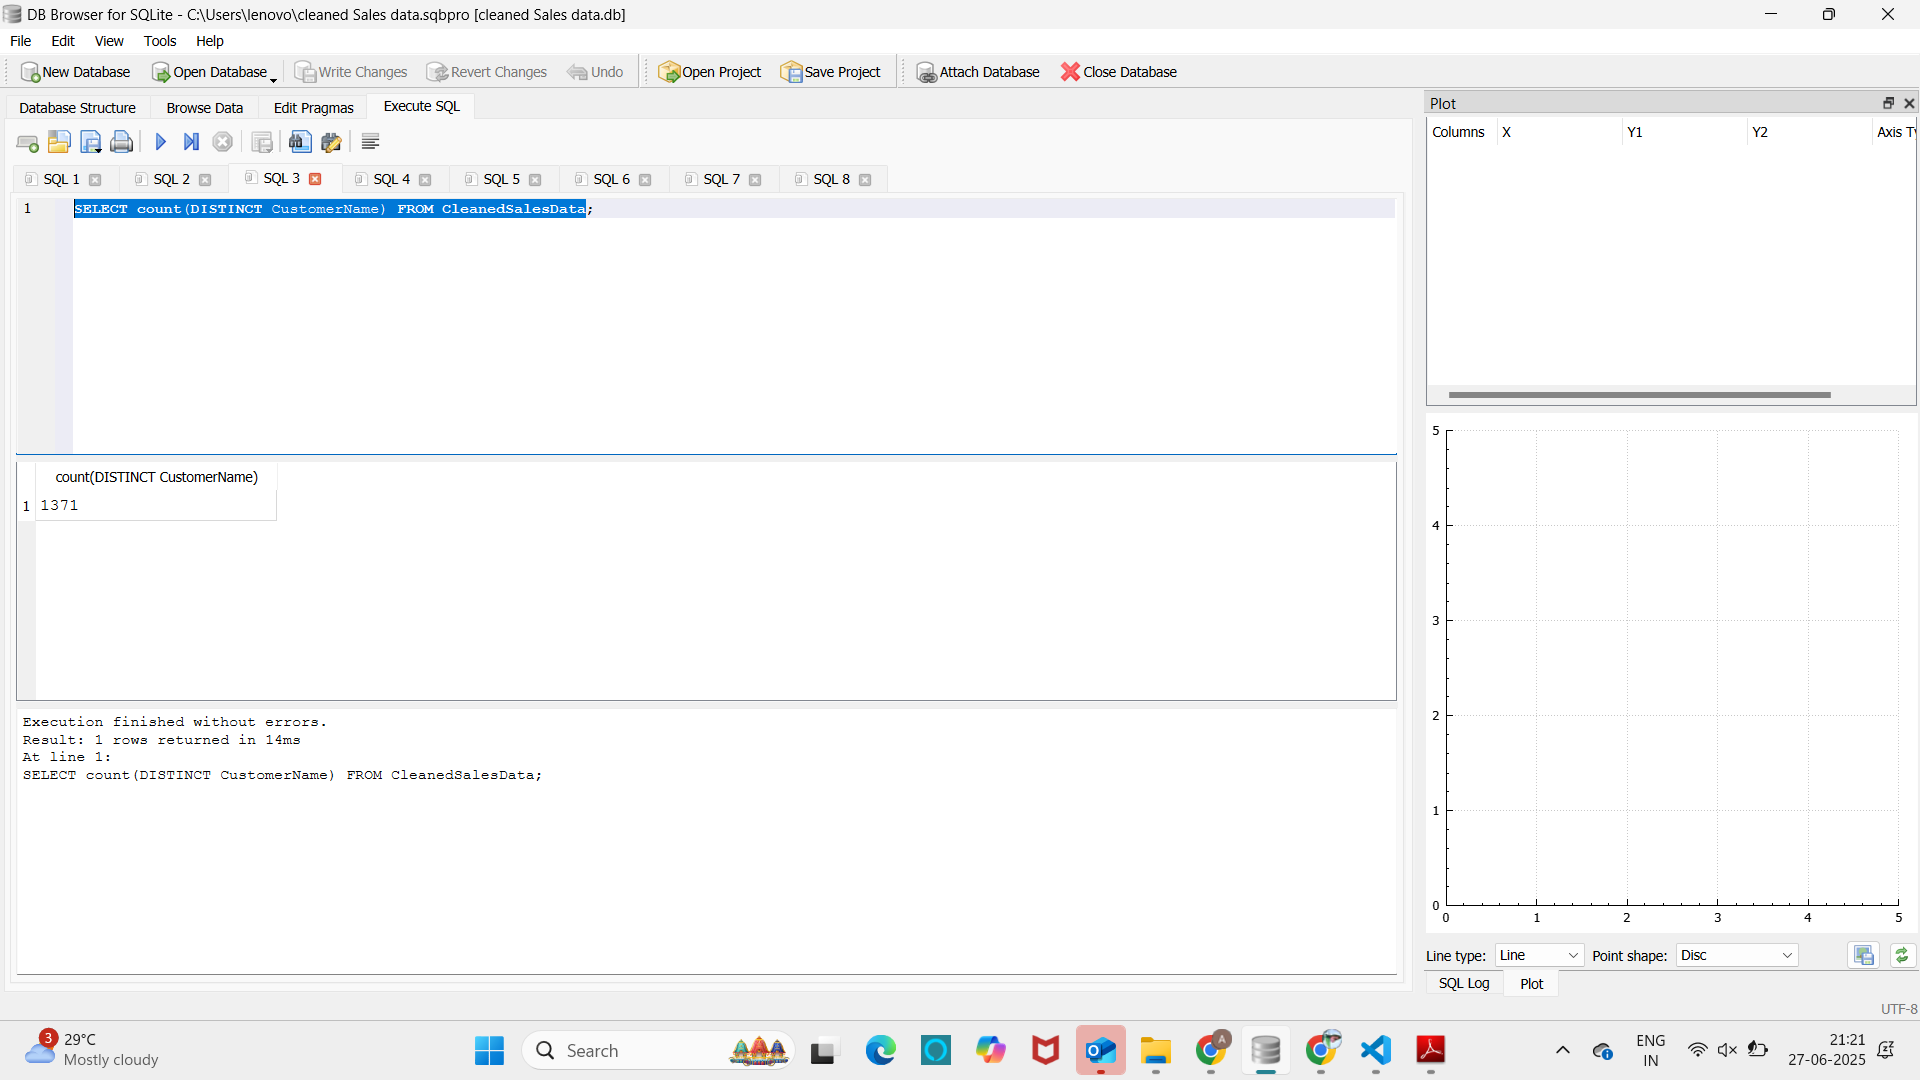 DB Browser for SQLite - C:\Users\lenovo\cleaned Sales data.sqbpro [cleaned Sales data.db]
File Edit View Tools Help
New Database Open Database Write Changes Revert Changes Undo Open Project Save Project Attach Database Close Database
Database Structure Browse Data Edit Pragmas Execute SQL
SQL 1 SQL 2 SQL 3 SQL 4 SQL 5 SQL 6 SQL 7 SQL 8
1 SELECT count(DISTINCT CustomerName) FROM CleanedSalesData;
count(DISTINCT CustomerName)
1 1371
Execution finished without errors.
Result: 1 rows returned in 14ms
At line 1:
SELECT count(DISTINCT CustomerName) FROM CleanedSalesData;
Plot
Columns X Y1 Y2 Axis Ty
5
4
3
2
1
0
0 1 2 3 4 5
Line type: Line Point shape: Disc
SQL Log Plot
UTF-8
3
29°C
Mostly cloudy
Search
A
ENG
IN
21:21
27-06-2025